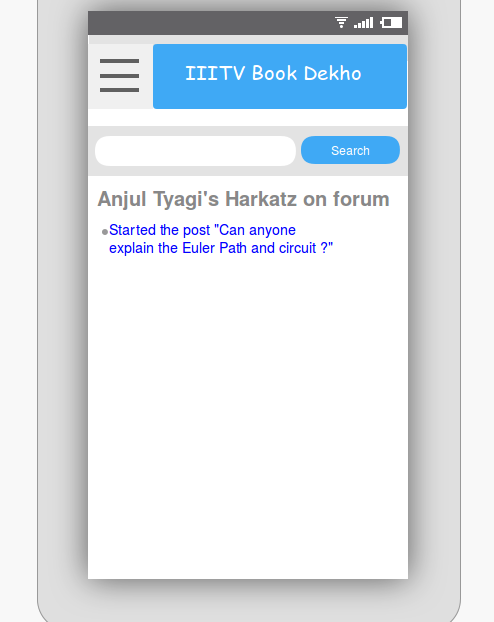 IIITV Book Dekho
Search
Anjul Tyagi's Harkatz on forum
Started the post "Can anyone
explain the Euler Path and circuit ?"